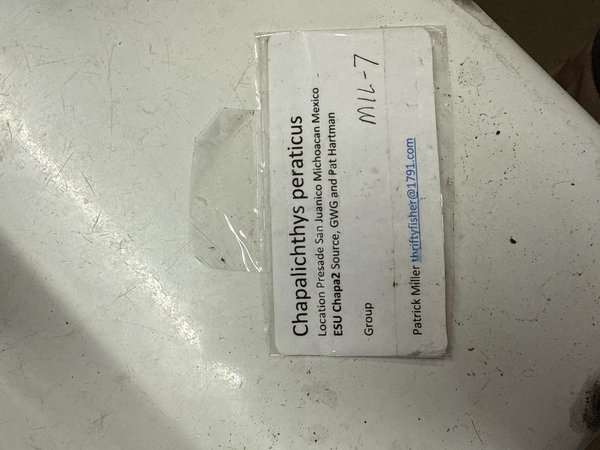 Chapalichthys peraticus
Location Presade San Juanico Michoacan Mexico
ESU Chapa2 Source, GWG and Pat Hartman
Group MIL-7
Patrick Miller thriftyfisher@1791.com